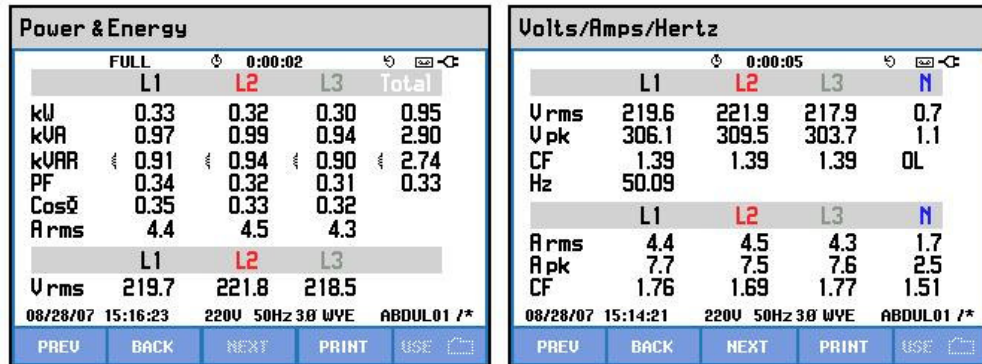 Power & Energy
FULL 0:00:02
L1 L2 L3 Total
kW 0.33 0.32 0.30 0.95
kVA 0.97 0.99 0.94 2.90
kVAR 0.91 0.94 0.90 2.74
PF 0.34 0.32 0.31 0.33
CosΦ 0.35 0.33 0.32
A rms 4.4 4.5 4.3
L1 L2 L3
V rms 219.7 221.8 218.5
08/28/07 15:16:23 220V 50Hz 3Ø WYE ABDUL01 /*
PREV BACK NEXT PRINT USE
Volts/Amps/Hertz
0:00:05
L1 L2 L3 N
V rms 219.6 221.9 217.9 0.7
V pk 306.1 309.5 303.7 1.1
CF 1.39 1.39 1.39 OL
Hz 50.09
L1 L2 L3 N
A rms 4.4 4.5 4.3 1.7
A pk 7.7 7.5 7.6 2.5
CF 1.76 1.69 1.77 1.51
08/28/07 15:14:21 220V 50Hz 3Ø WYE ABDUL01 /*
PREV BACK NEXT PRINT USE